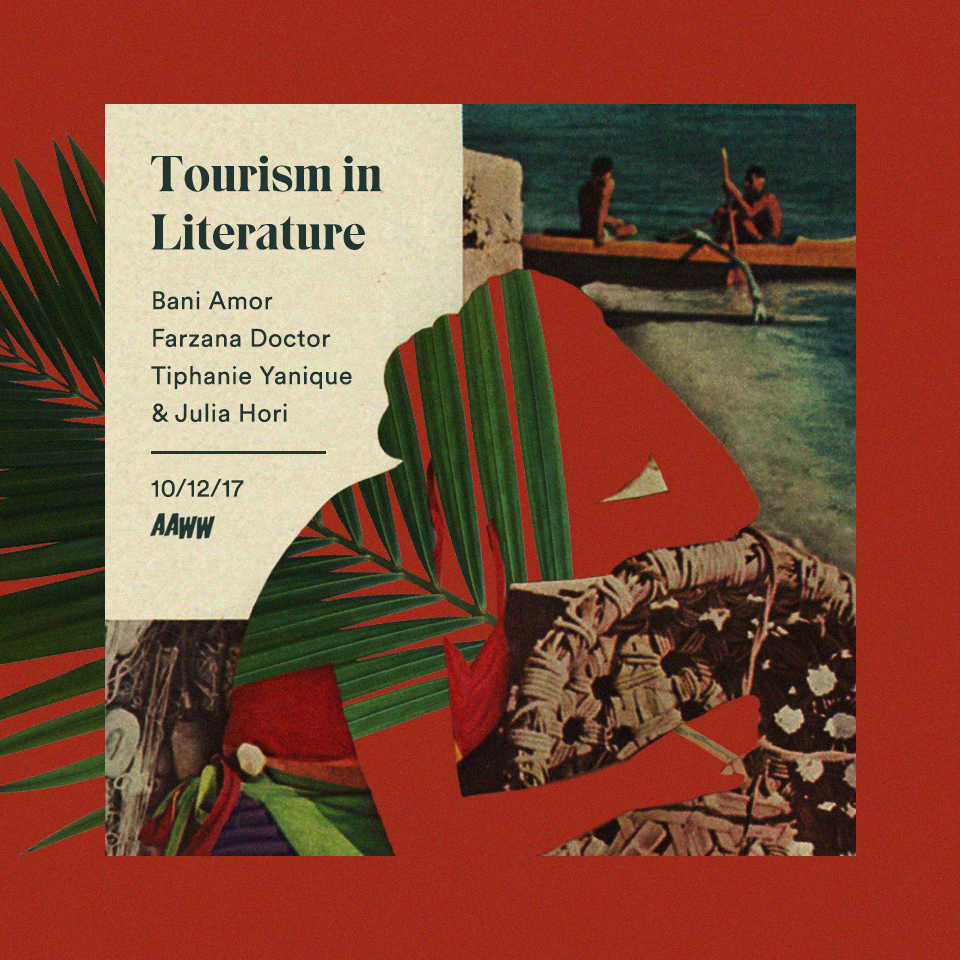 Tourism in
Literature
Bani Amor
Farzana Doctor
Tiphanie Yanique
& Julia Hori
10/12/17
AAWW